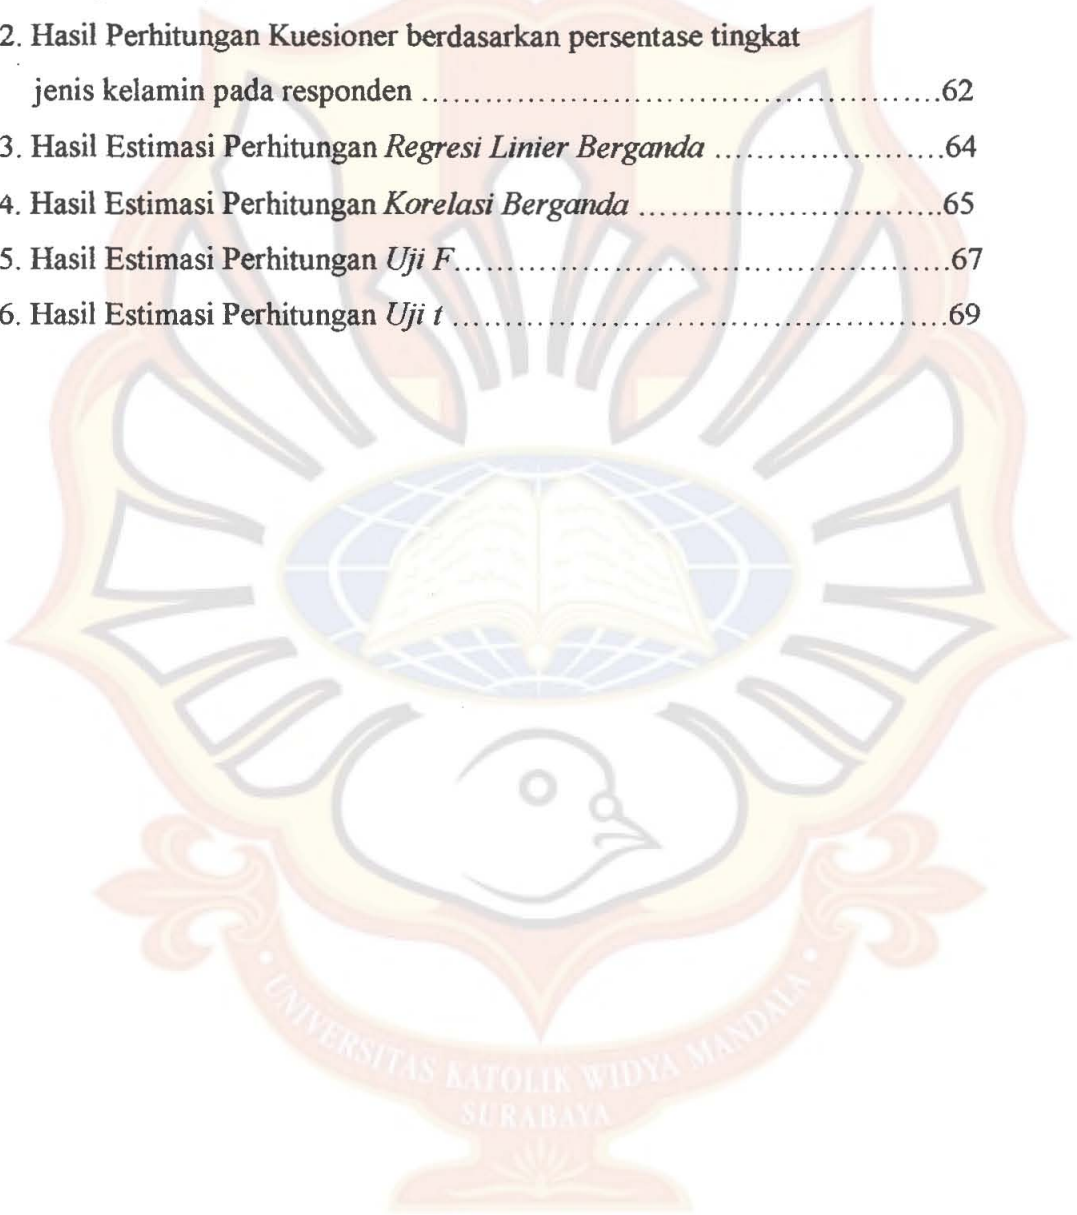 2. Hasil Perhitungan Kuesioner berdasarkan persentase tingkat
jenis kelamin pada responden ....................................................62
3. Hasil Estimasi Perhitungan Regresi Linier Berganda .......................64
4. Hasil Estimasi Perhitungan Korelasi Berganda ..............................65
5. Hasil Estimasi Perhitungan Uji F..................................................67
6. Hasil Estimasi Perhitungan Uji t ..................................................69
UNIVERSITAS KATOLIK WIDYA MANDALA
SURABAYA